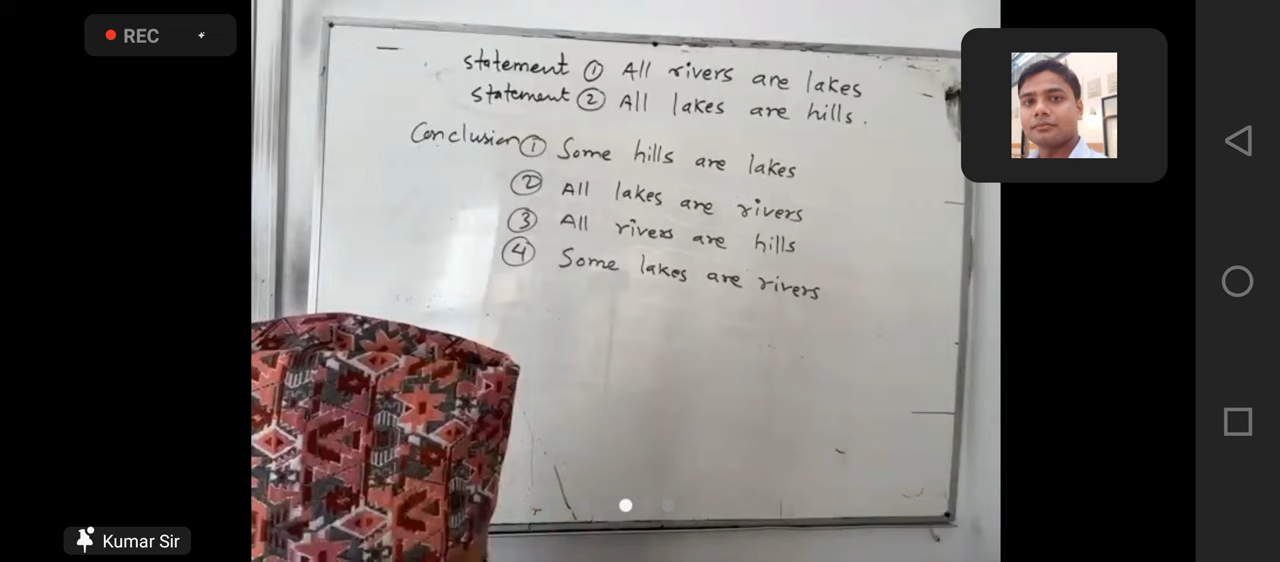 REC
statement ① All rivers are lakes
statement ② All lakes are hills.
Conclusion ① Some hills are lakes
② All lakes are rivers
③ All rivers are hills
④ Some lakes are rivers
Kumar Sir